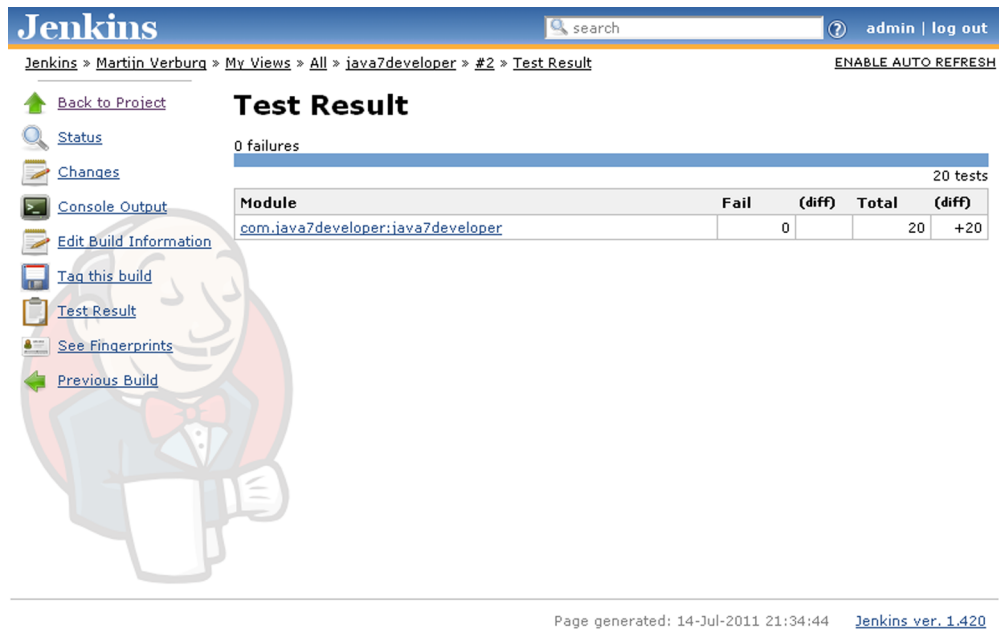 Jenkins
search
admin | log out
Jenkins » Martijn Verburg » My Views » All » java7developer » #2 » Test Result
ENABLE AUTO REFRESH
Back to Project
Status
Changes
Console Output
Edit Build Information
Tag this build
Test Result
See Fingerprints
Previous Build
Test Result
0 failures
20 tests
Module Fail (diff) Total (diff)
com.java7developer:java7developer 0 20 +20
Page generated: 14-Jul-2011 21:34:44 Jenkins ver. 1.420